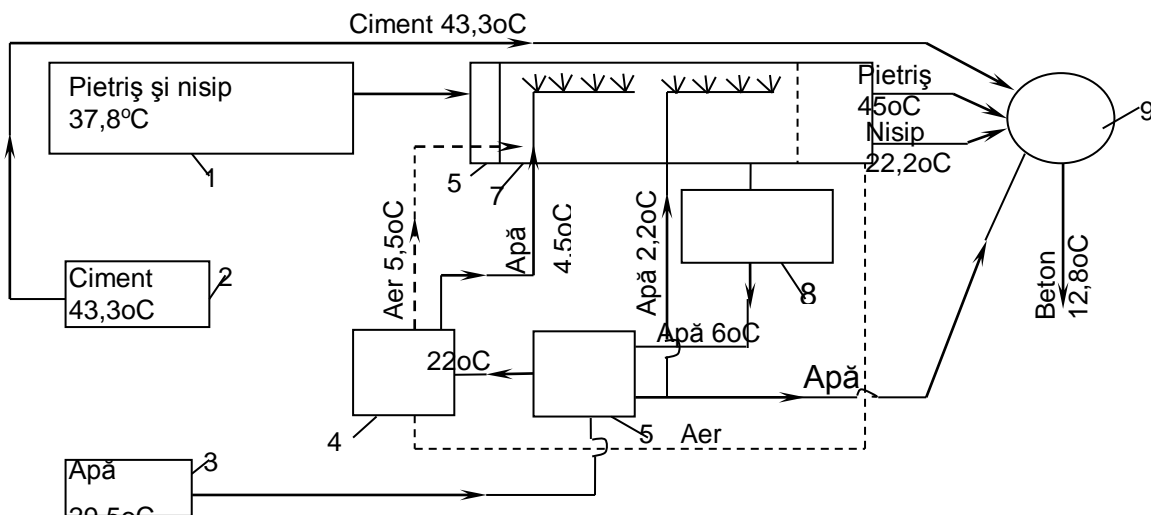 Ciment 43,3oC
Pietriş şi nisip
37,8ºC
Pietriş
45oC
Nisip
22,2oC
9
1
5
7
Aer 5,5oC
Apă
4.5oC
Apă 2,2oC
Ciment
43,3oC
2
8
Beton
12,8oC
Apă 6oC
22oC
Apă
4
5
Aer
Apă
3